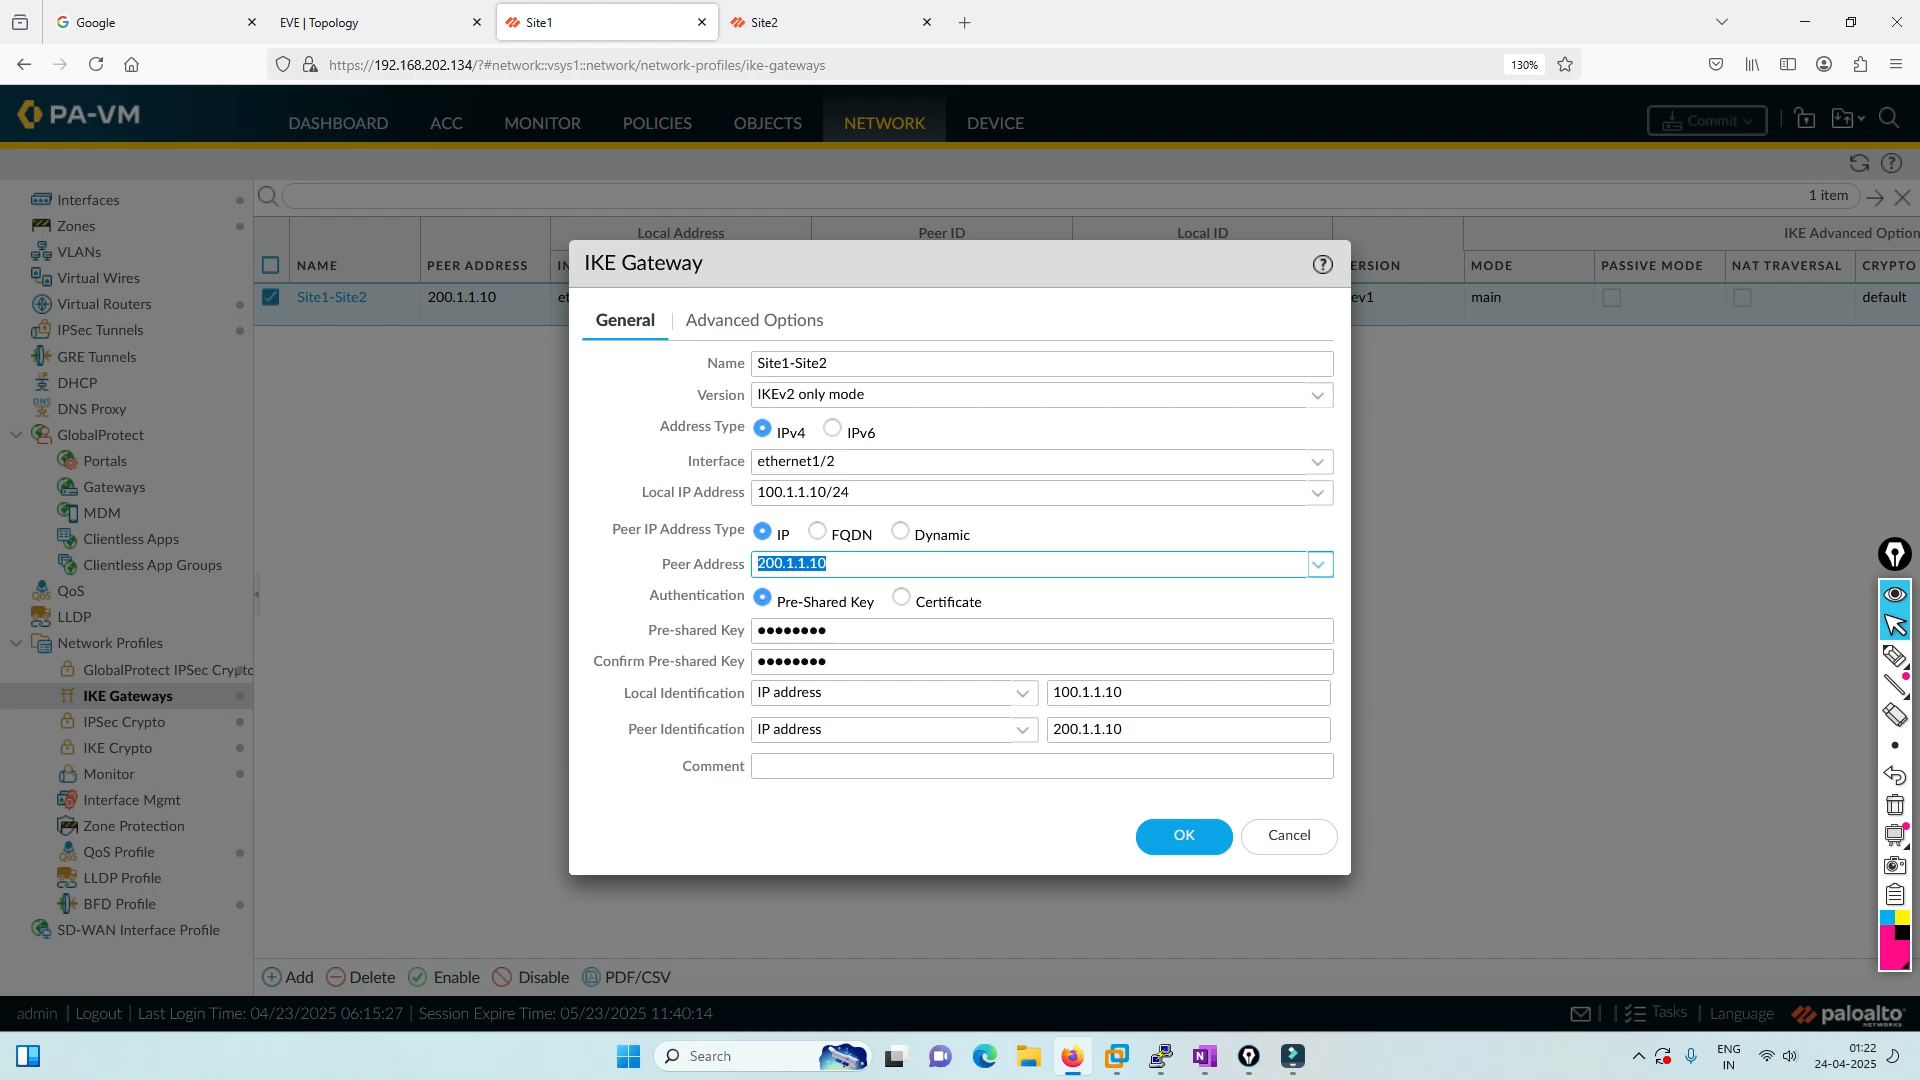 Google
EVE | Topology
Site1
Site2
https://192.168.202.134/?#network::vsys1::network/network-profiles/ike-gateways
130%
PA-VM
DASHBOARD
ACC
MONITOR
POLICIES
OBJECTS
NETWORK
DEVICE
Commit
Interfaces
Zones
VLANs
Virtual Wires
Virtual Routers
IPSec Tunnels
GRE Tunnels
DHCP
DNS Proxy
GlobalProtect
Portals
Gateways
MDM
Clientless Apps
Clientless App Groups
QoS
LLDP
Network Profiles
GlobalProtect IPSec Crypto
IKE Gateways
IPSec Crypto
IKE Crypto
Monitor
Interface Mgmt
Zone Protection
QoS Profile
LLDP Profile
BFD Profile
SD-WAN Interface Profile
1 item
Local Address
Peer ID
Local ID
IKE Advanced Option
NAME
PEER ADDRESS
IN
ERSION
MODE
PASSIVE MODE
NAT TRAVERSAL
CRYPTO
Site1-Site2
200.1.1.10
et
ev1
main
default
IKE Gateway
General
Advanced Options
Name
Site1-Site2
Version
IKEv2 only mode
Address Type
IPv4
IPv6
Interface
ethernet1/2
Local IP Address
100.1.1.10/24
Peer IP Address Type
IP
FQDN
Dynamic
Peer Address
200.1.1.10
Authentication
Pre-Shared Key
Certificate
Pre-shared Key
••••••••
Confirm Pre-shared Key
••••••••
Local Identification
IP address
100.1.1.10
Peer Identification
IP address
200.1.1.10
Comment
OK
Cancel
Add
Delete
Enable
Disable
PDF/CSV
admin | Logout | Last Login Time: 04/23/2025 06:15:27 | Session Expire Time: 05/23/2025 11:40:14
Tasks | Language
paloalto
NETWORKS
Search
ENG
IN
01:22
24-04-2025